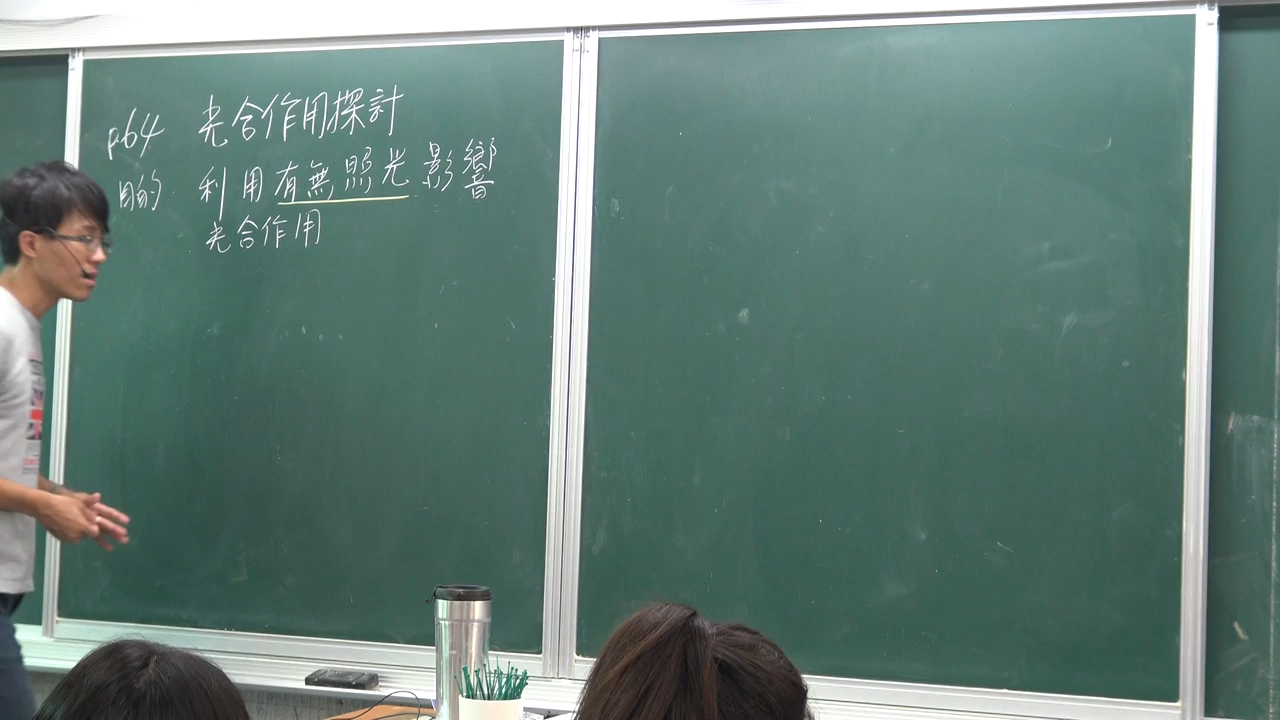 p64 光合作用探討
目的 利用有無照光影響
光合作用